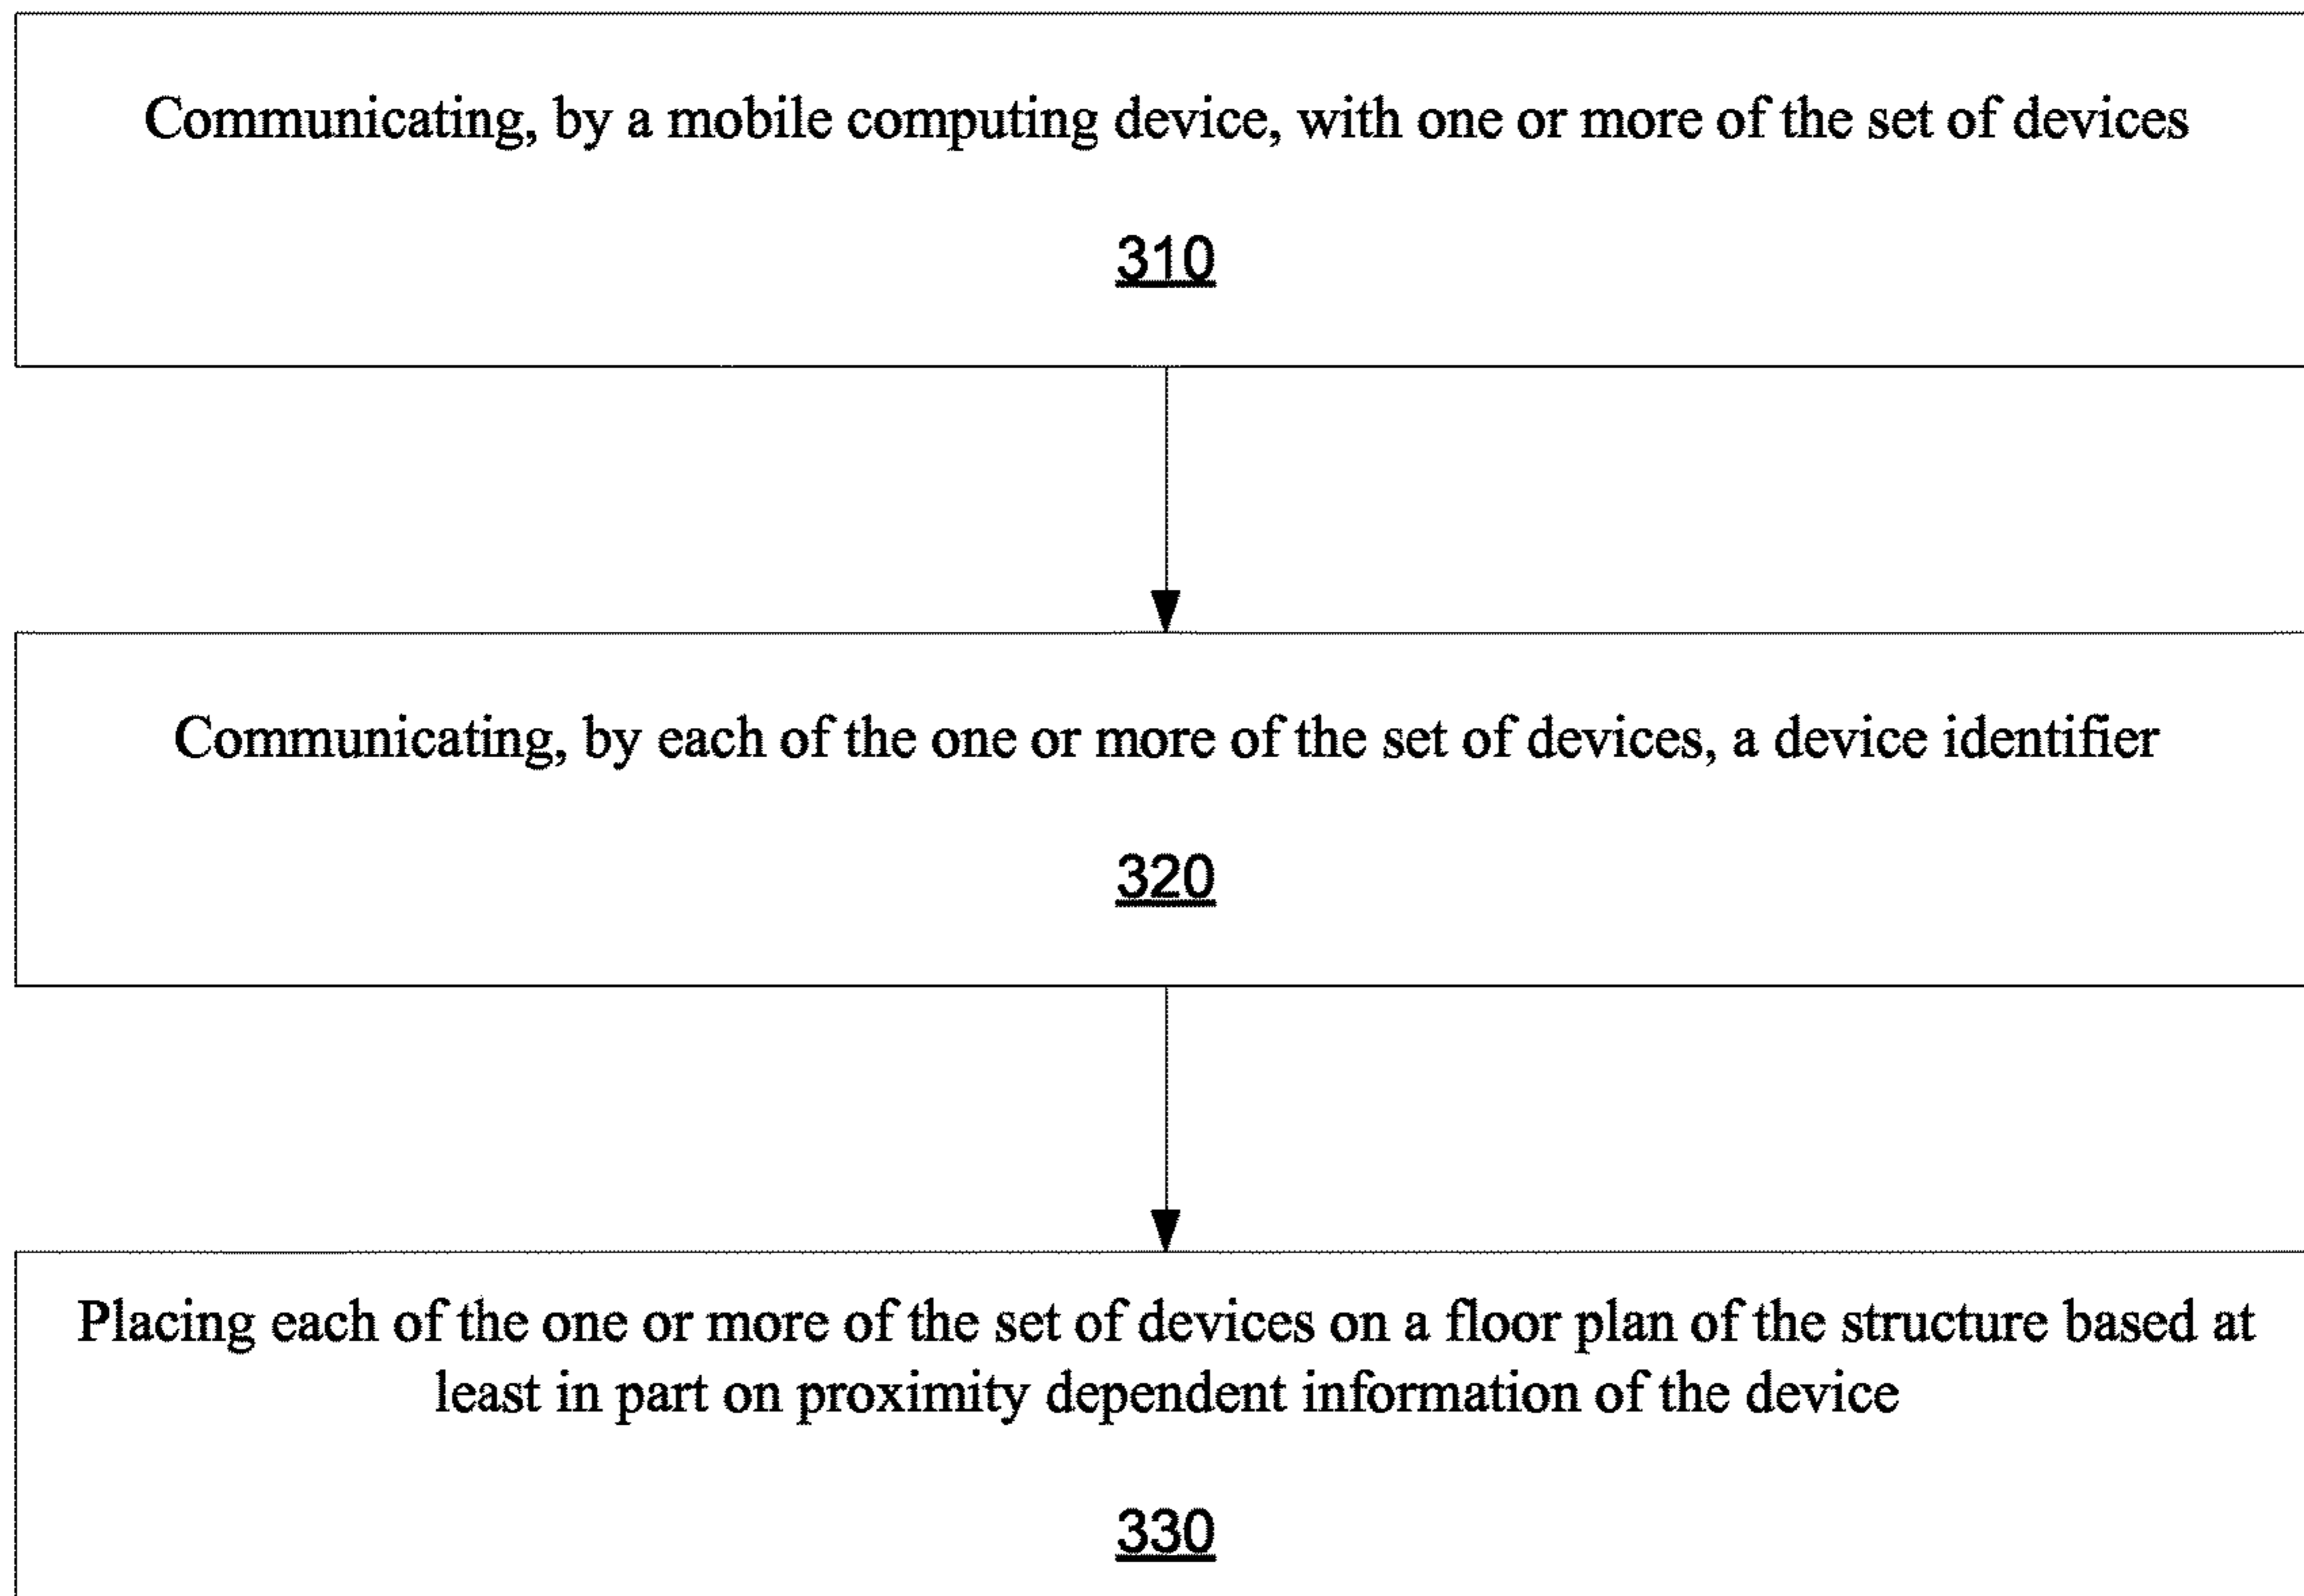 Communicating, by a mobile computing device, with one or more of the set of devices
310
Communicating, by each of the one or more of the set of devices, a device identifier
320
Placing each of the one or more of the set of devices on a floor plan of the structure based at
least in part on proximity dependent information of the device
330